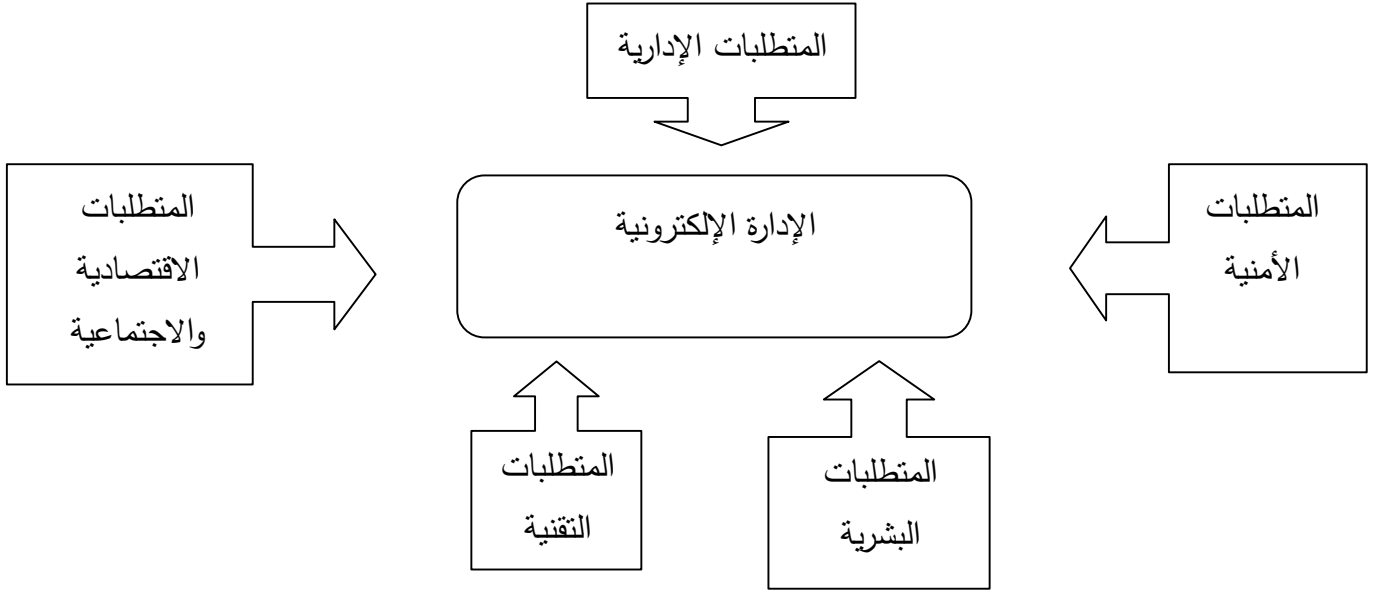 المتطلبات الإدارية
المتطلبات
الأمنية
الإدارة الإلكترونية
المتطلبات
الاقتصادية
والاجتماعية
المتطلبات
البشرية
المتطلبات
التقنية